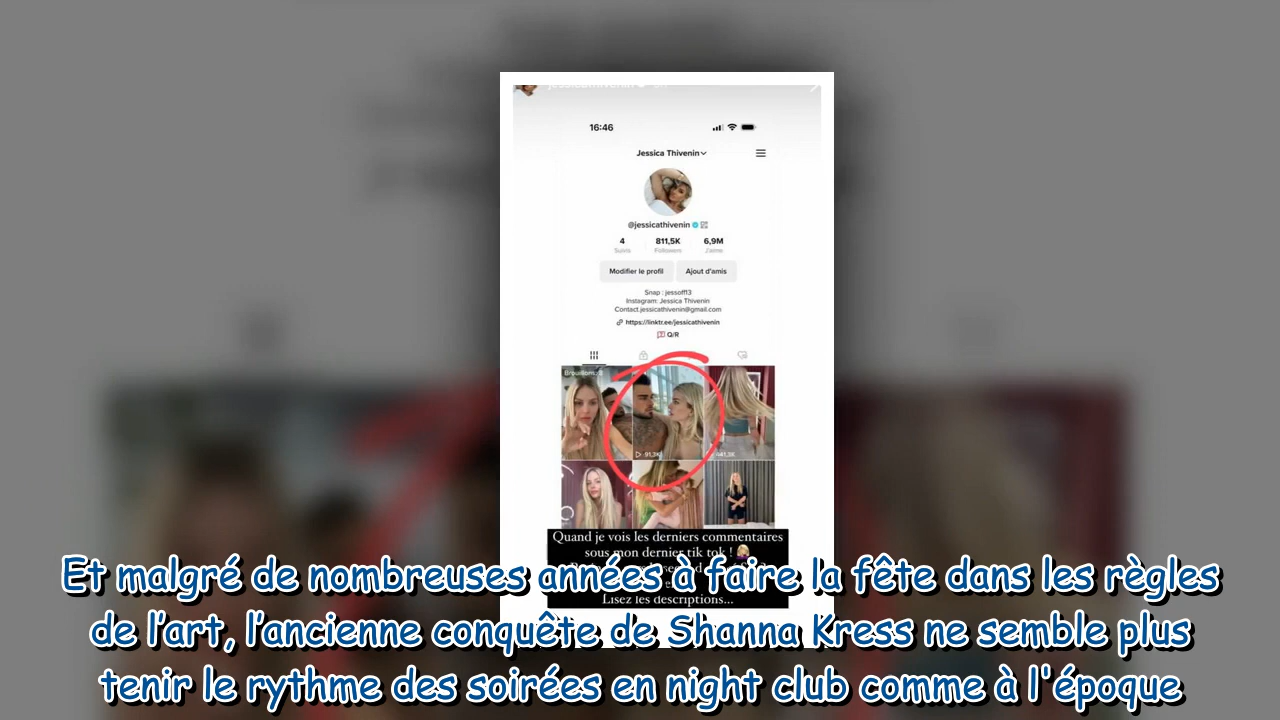 16:46
Jessica Thivenin
@jessicathivenin
4 811,5K 6,9M
Suivis Followers J'aime
Modifier le profil Ajout d'amis
Snap : jessoff13
Instagram: Jessica Thivenin
Contact.jessicathivenin@gmail.com
https://linktr.ee/jessicathivenin
Q/R
Brouillons:
91,3K 441,3K
Quand je vois les derniers commentaires
sous mon dernier tik tok !
Lisez les descriptions...
Et malgré de nombreuses années à faire la fête dans les règles
de l'art, l'ancienne conquête de Shanna Kress ne semble plus
tenir le rythme des soirées en night club comme à l'époque